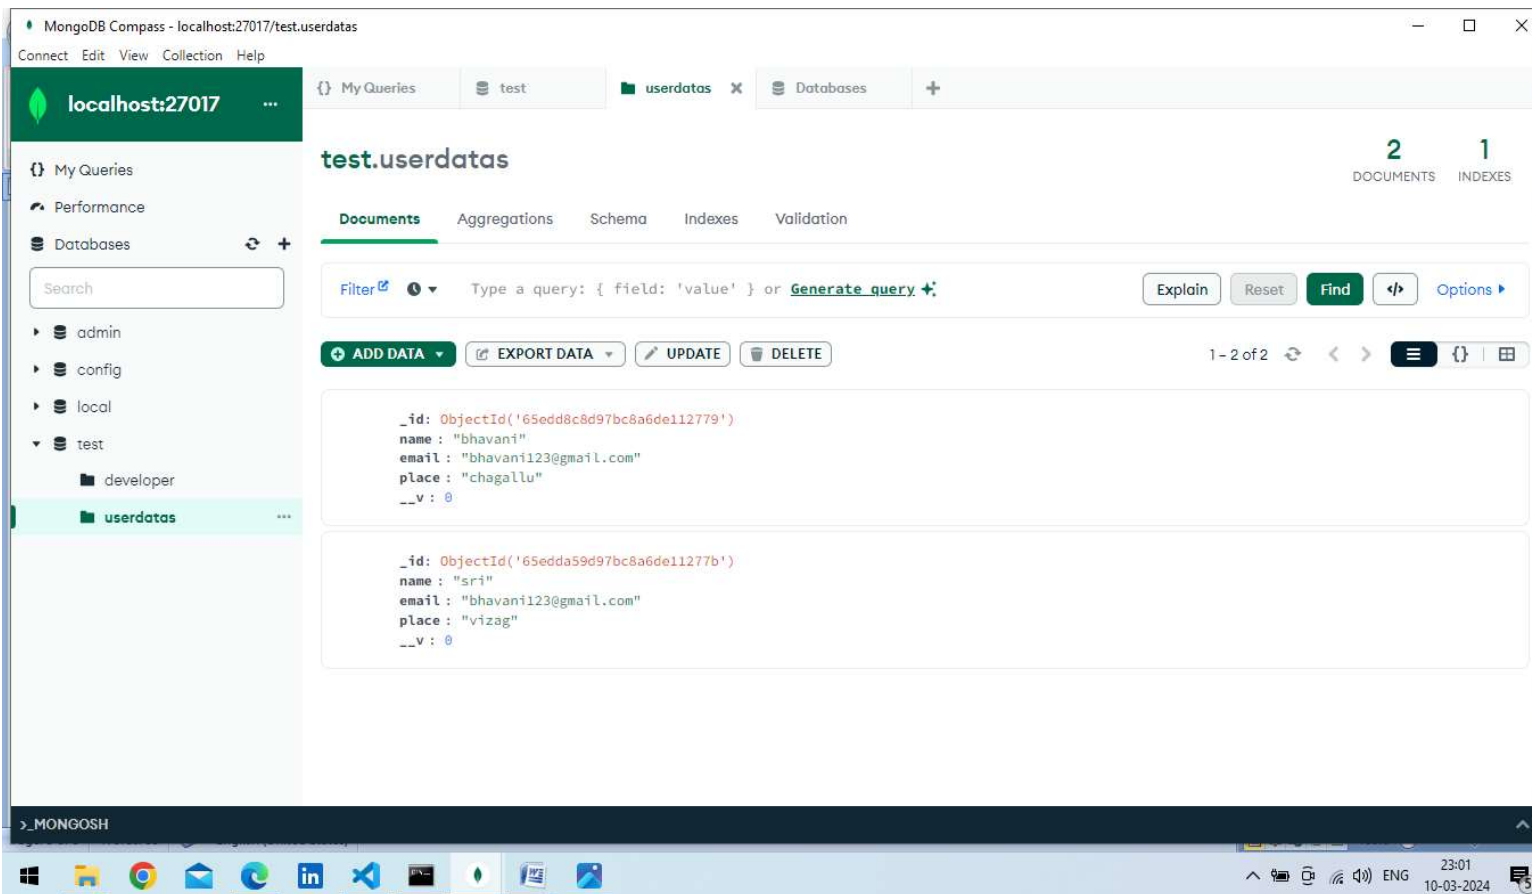 MongoDB Compass - localhost:27017/test.userdatas
Connect Edit View Collection Help
localhost:27017 ...
{} My Queries
Performance
Databases
Search
admin
config
local
test
developer
userdatas ...
{} My Queries test userdatas Databases
test.userdatas
2 DOCUMENTS
1 INDEXES
Documents Aggregations Schema Indexes Validation
Filter Type a query: { field: 'value' } or Generate query Explain Reset Find </> Options
ADD DATA EXPORT DATA UPDATE DELETE 1 – 2 of 2 {}
_id: ObjectId('65edd8c8d97bc8a6de112779')
name : "bhavani"
email : "bhavani123@gmail.com"
place : "chagallu"
__v : 0
_id: ObjectId('65edda59d97bc8a6de11277b')
name : "sri"
email : "bhavani123@gmail.com"
place : "vizag"
__v : 0
>_MONGOSH
ENG
23:01
10-03-2024